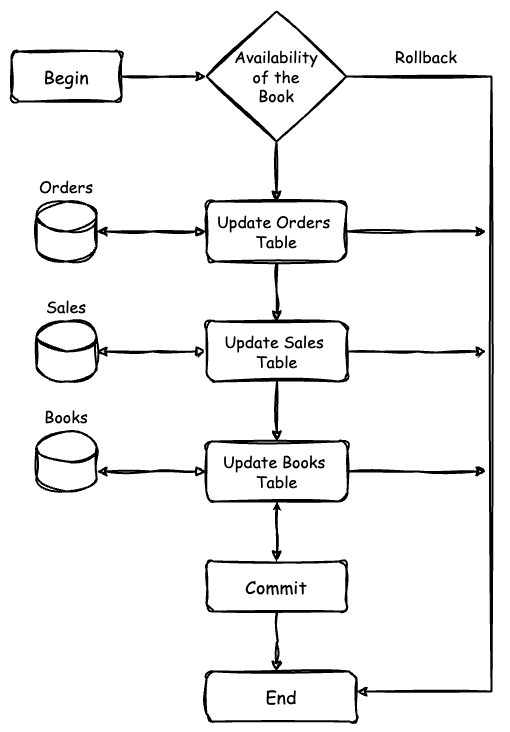 Begin
Availability
of the
Book
Rollback
Orders
Update Orders
Table
Sales
Update Sales
Table
Books
Update Books
Table
Commit
End